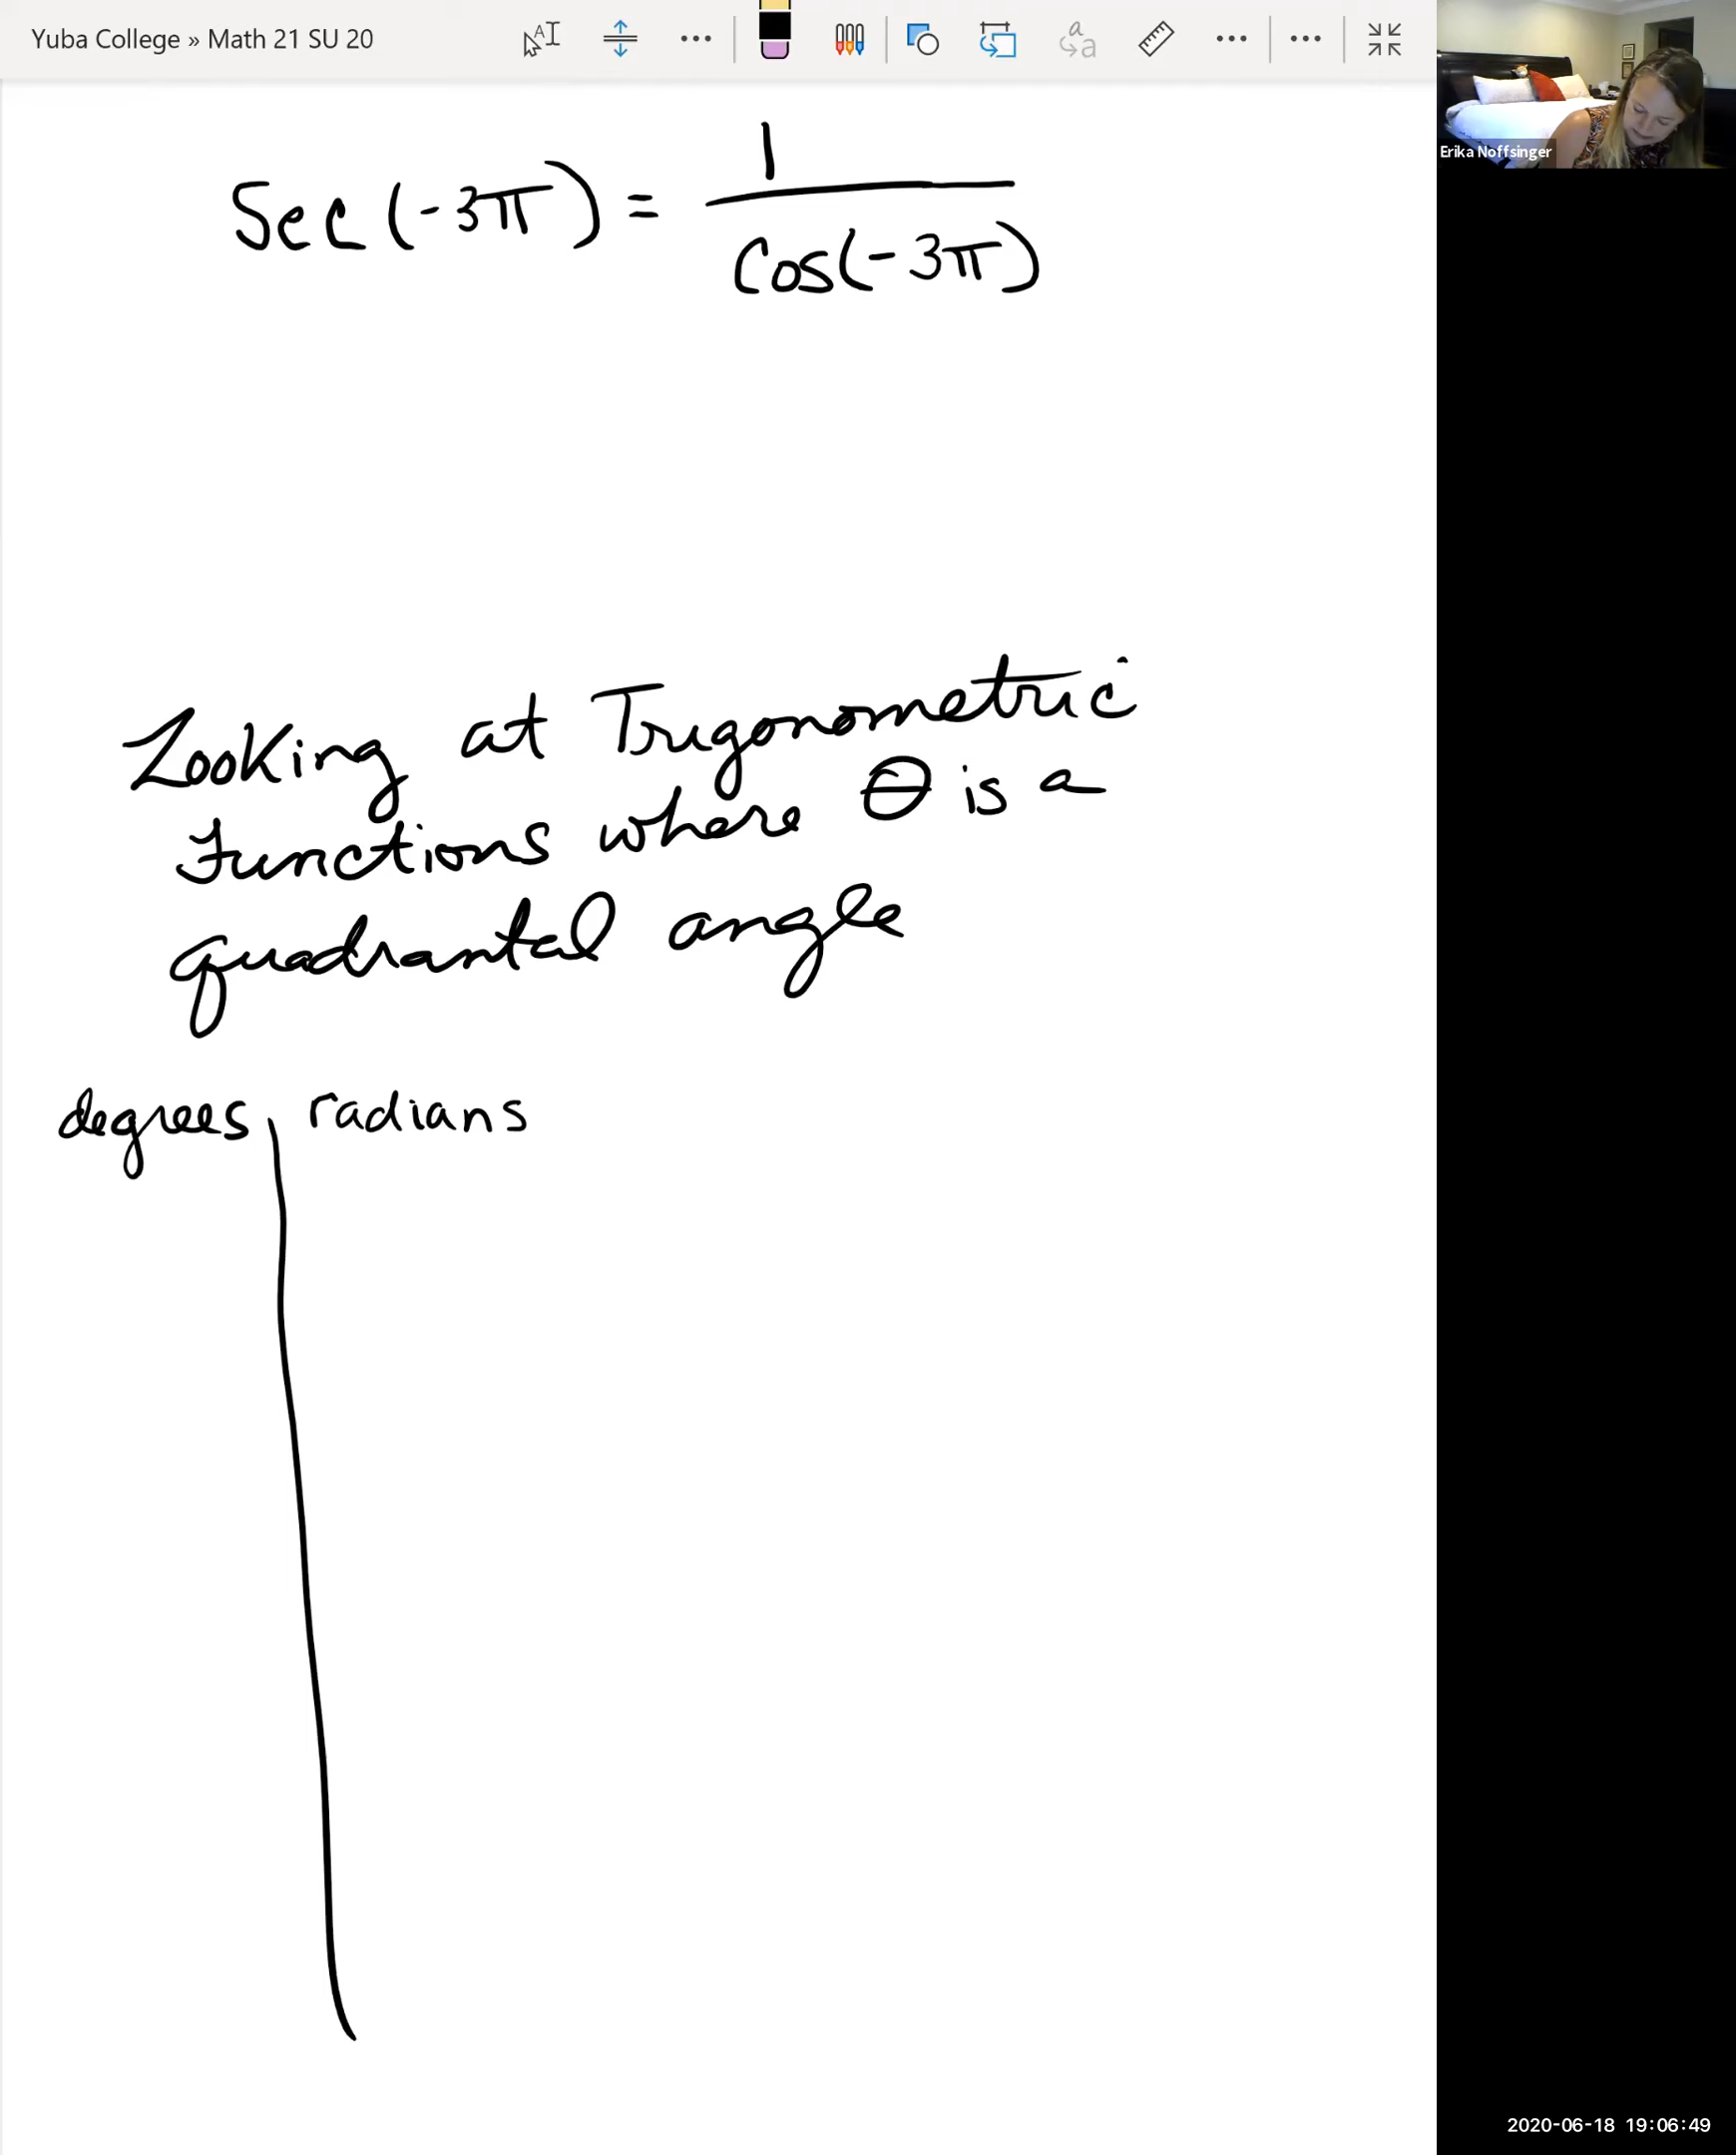 Yuba College » Math 21 SU 20
Erika Noffsinger
Sec(-3π) = 1 / Cos(-3π)
Looking at Trigonometric
functions where θ is a
quadrantal angle
degrees radians
2020-06-18 19:06:49